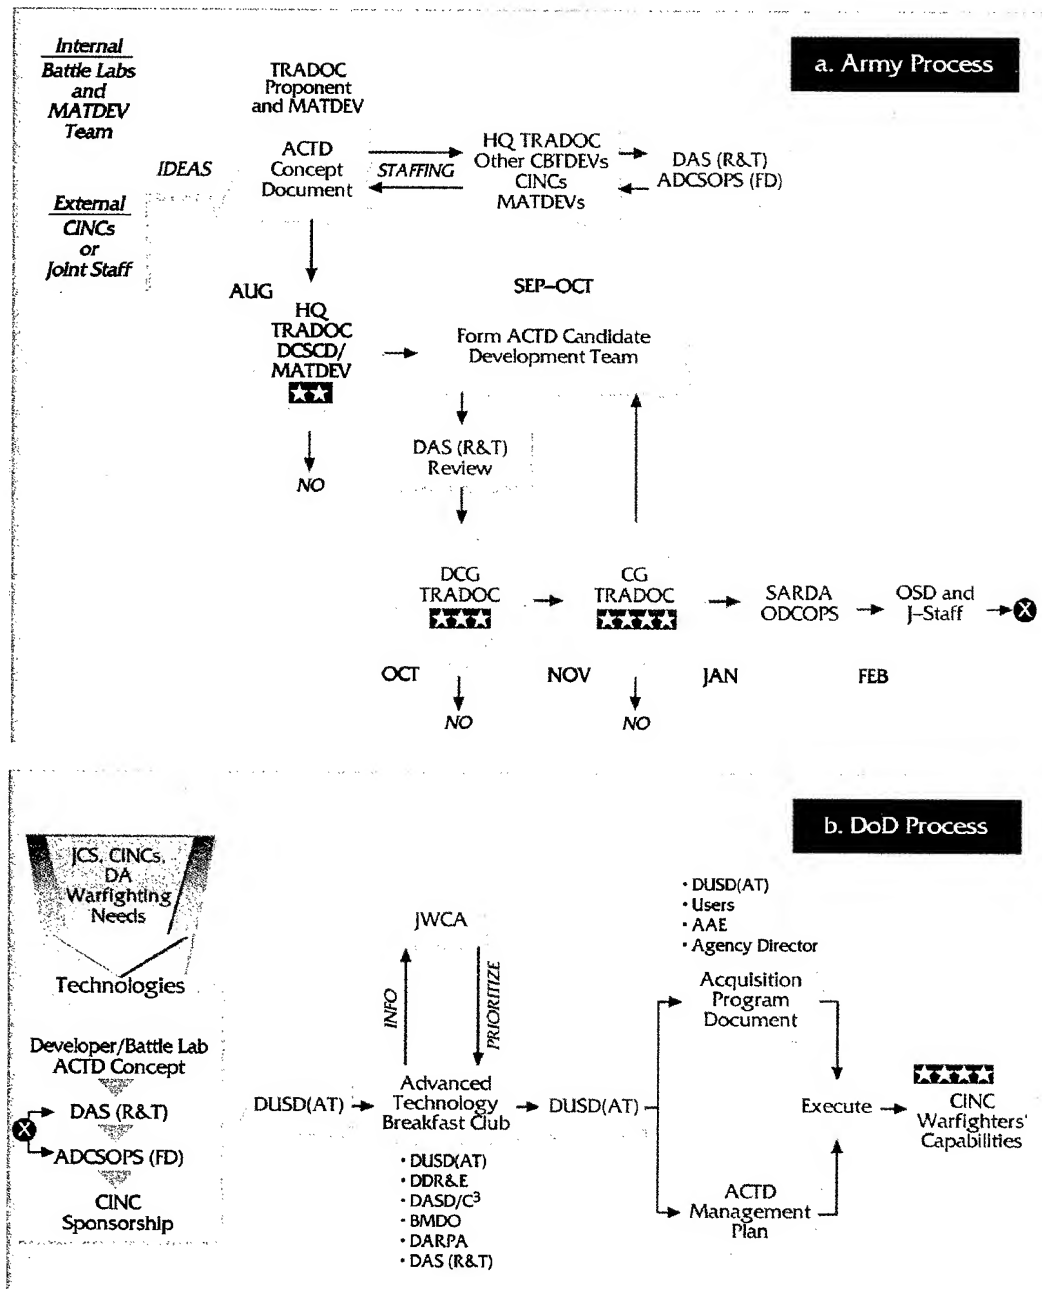 a. Army Process
Internal
Battle Labs
and
MATDEV
Team
External
CINCs
or
Joint Staff
IDEAS
TRADOC
Proponent
and MATDEV
ACTD
Concept
Document
STAFFING
HQ TRADOC
Other CBTDEVs
CINCs
MATDEVs
DAS (R&T)
ADCSOPS (FD)
AUG
HQ
TRADOC
DCSCD/
MATDEV
NO
SEP–OCT
Form ACTD Candidate
Development Team
DAS (R&T)
Review
DCG
TRADOC
OCT
NO
CG
TRADOC
NOV
NO
SARDA
ODCOPS
JAN
OSD and
J–Staff
FEB
X
b. DoD Process
JCS, CINCs,
DA
Warfighting
Needs
Technologies
Developer/Battle Lab
ACTD Concept
DAS (R&T)
X
ADCSOPS (FD)
CINC
Sponsorship
DUSD(AT)
JWCA
INFO
PRIORITIZE
Advanced
Technology
Breakfast Club
• DUSD(AT)
• DDR&E
• DASD/C³
• BMDO
• DARPA
• DAS (R&T)
DUSD(AT)
• DUSD(AT)
• Users
• AAE
• Agency Director
Acquisition
Program
Document
ACTD
Management
Plan
Execute
CINC
Warfighters'
Capabilities